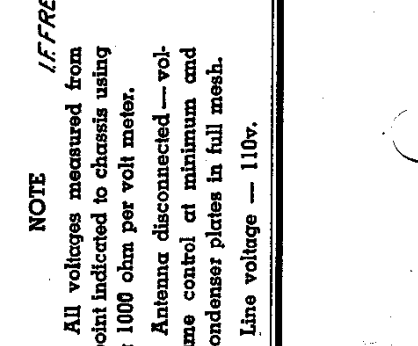 I.F. FRE
NOTE
All voltages measured from
oint indicated to chassis using
1000 ohm per volt meter.
Antenna disconnected — vol-
me control at minimum and
ondenser plates in full mesh.
Line voltage — 110v.